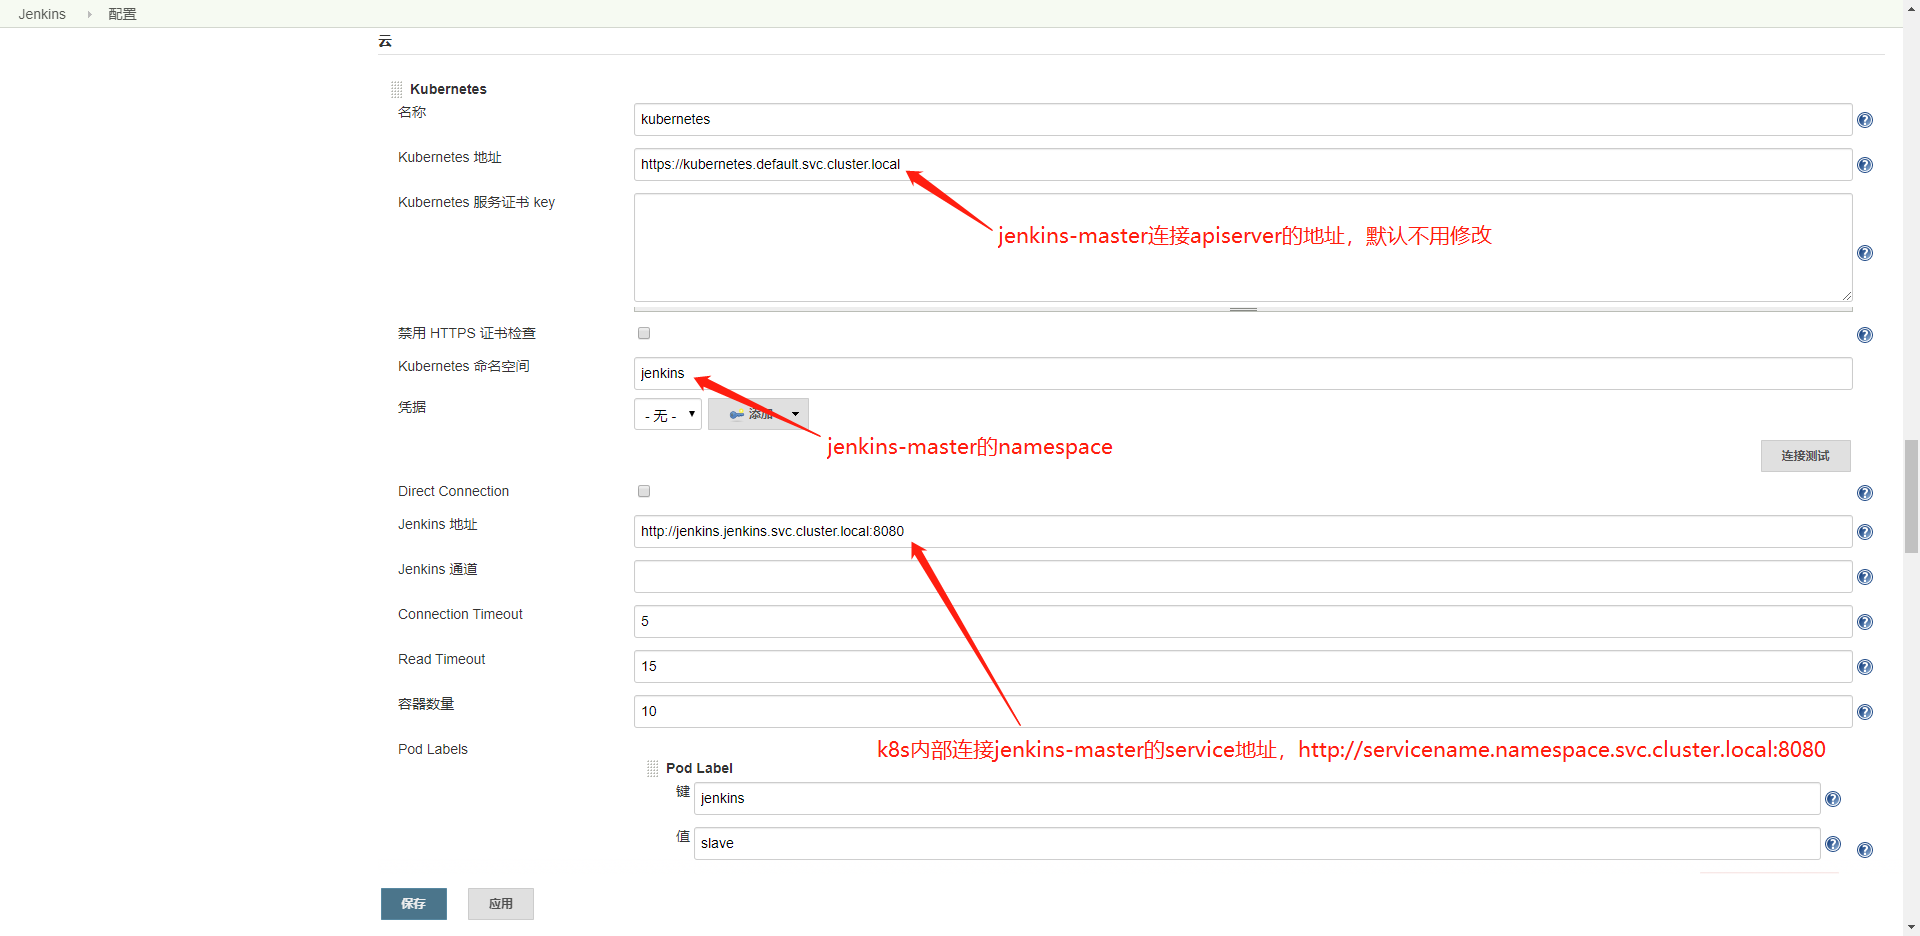 Jenkins
配置
云
Kubernetes
名称
kubernetes
Kubernetes 地址
https://kubernetes.default.svc.cluster.local
Kubernetes 服务证书 key
jenkins-master连接apiserver的地址，默认不用修改
禁用 HTTPS 证书检查
Kubernetes 命名空间
jenkins
凭据
- 无 -
添加
jenkins-master的namespace
连接测试
Direct Connection
Jenkins 地址
http://jenkins.jenkins.svc.cluster.local:8080
Jenkins 通道
Connection Timeout
5
Read Timeout
15
容器数量
10
Pod Labels
k8s内部连接jenkins-master的service地址，http://servicename.namespace.svc.cluster.local:8080
Pod Label
键
jenkins
值
slave
保存
应用